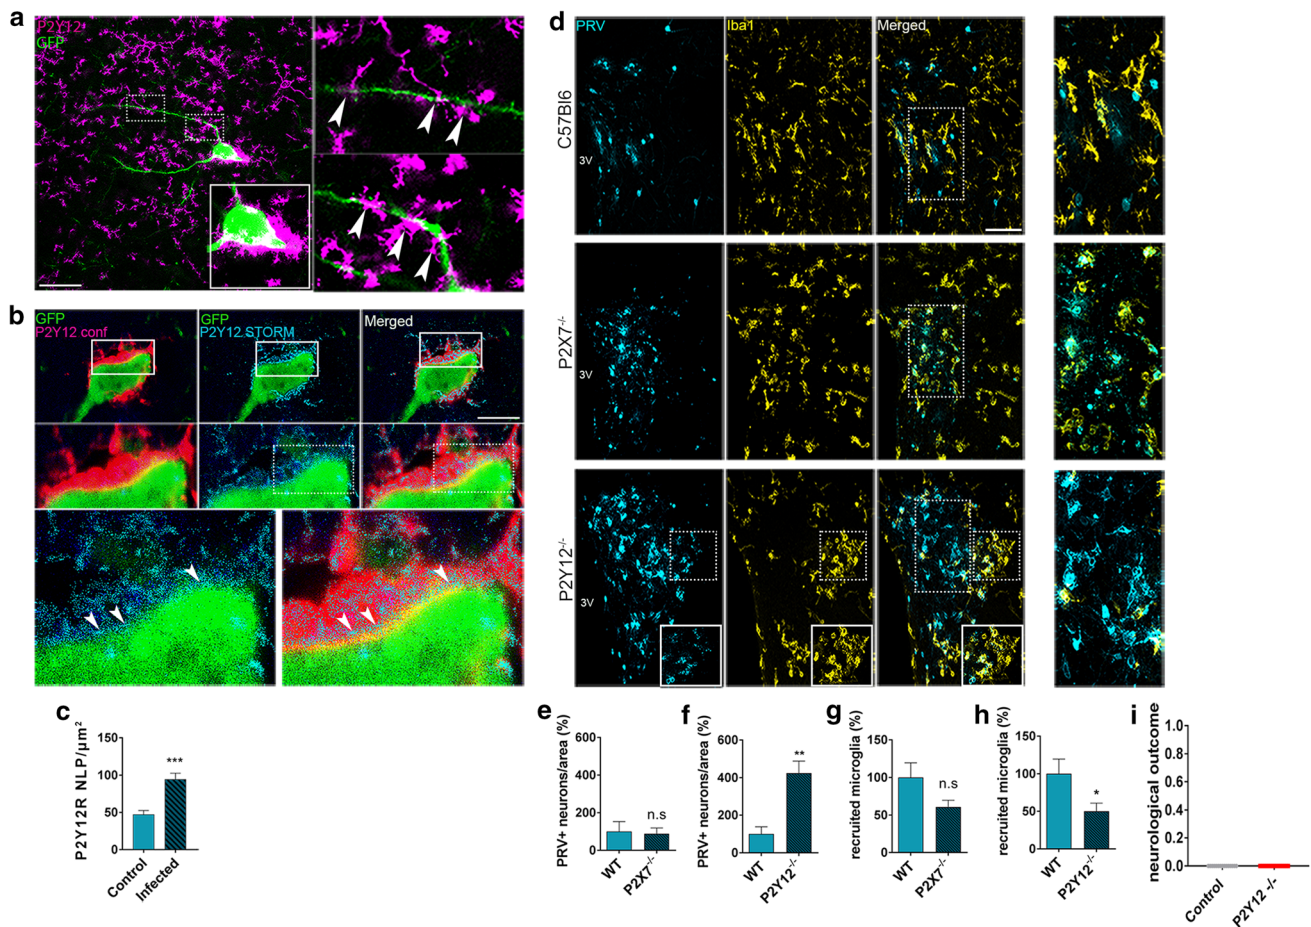 a
P2Y12
GFP
b
GFP
P2Y12 conf
GFP
P2Y12 STORM
Merged
c
P2Y12R NLP/µm²
150
100
50
0
***
Control
Infected
d
PRV
Iba1
Merged
C57Bl6
3V
P2X7-/-
3V
P2Y12-/-
3V
e
PRV+ neurons/area (%)
600
400
200
0
n.s
WT
P2X7-/-
f
PRV+ neurons/area (%)
600
400
200
0
**
WT
P2Y12-/-
g
recruited microglia (%)
150
100
50
0
n.s
WT
P2X7-/-
h
recruited microglia (%)
150
100
50
0
*
WT
P2Y12-/-
i
neurological outcome
1.0
0.8
0.6
0.4
0.2
0.0
Control
P2Y12 -/-